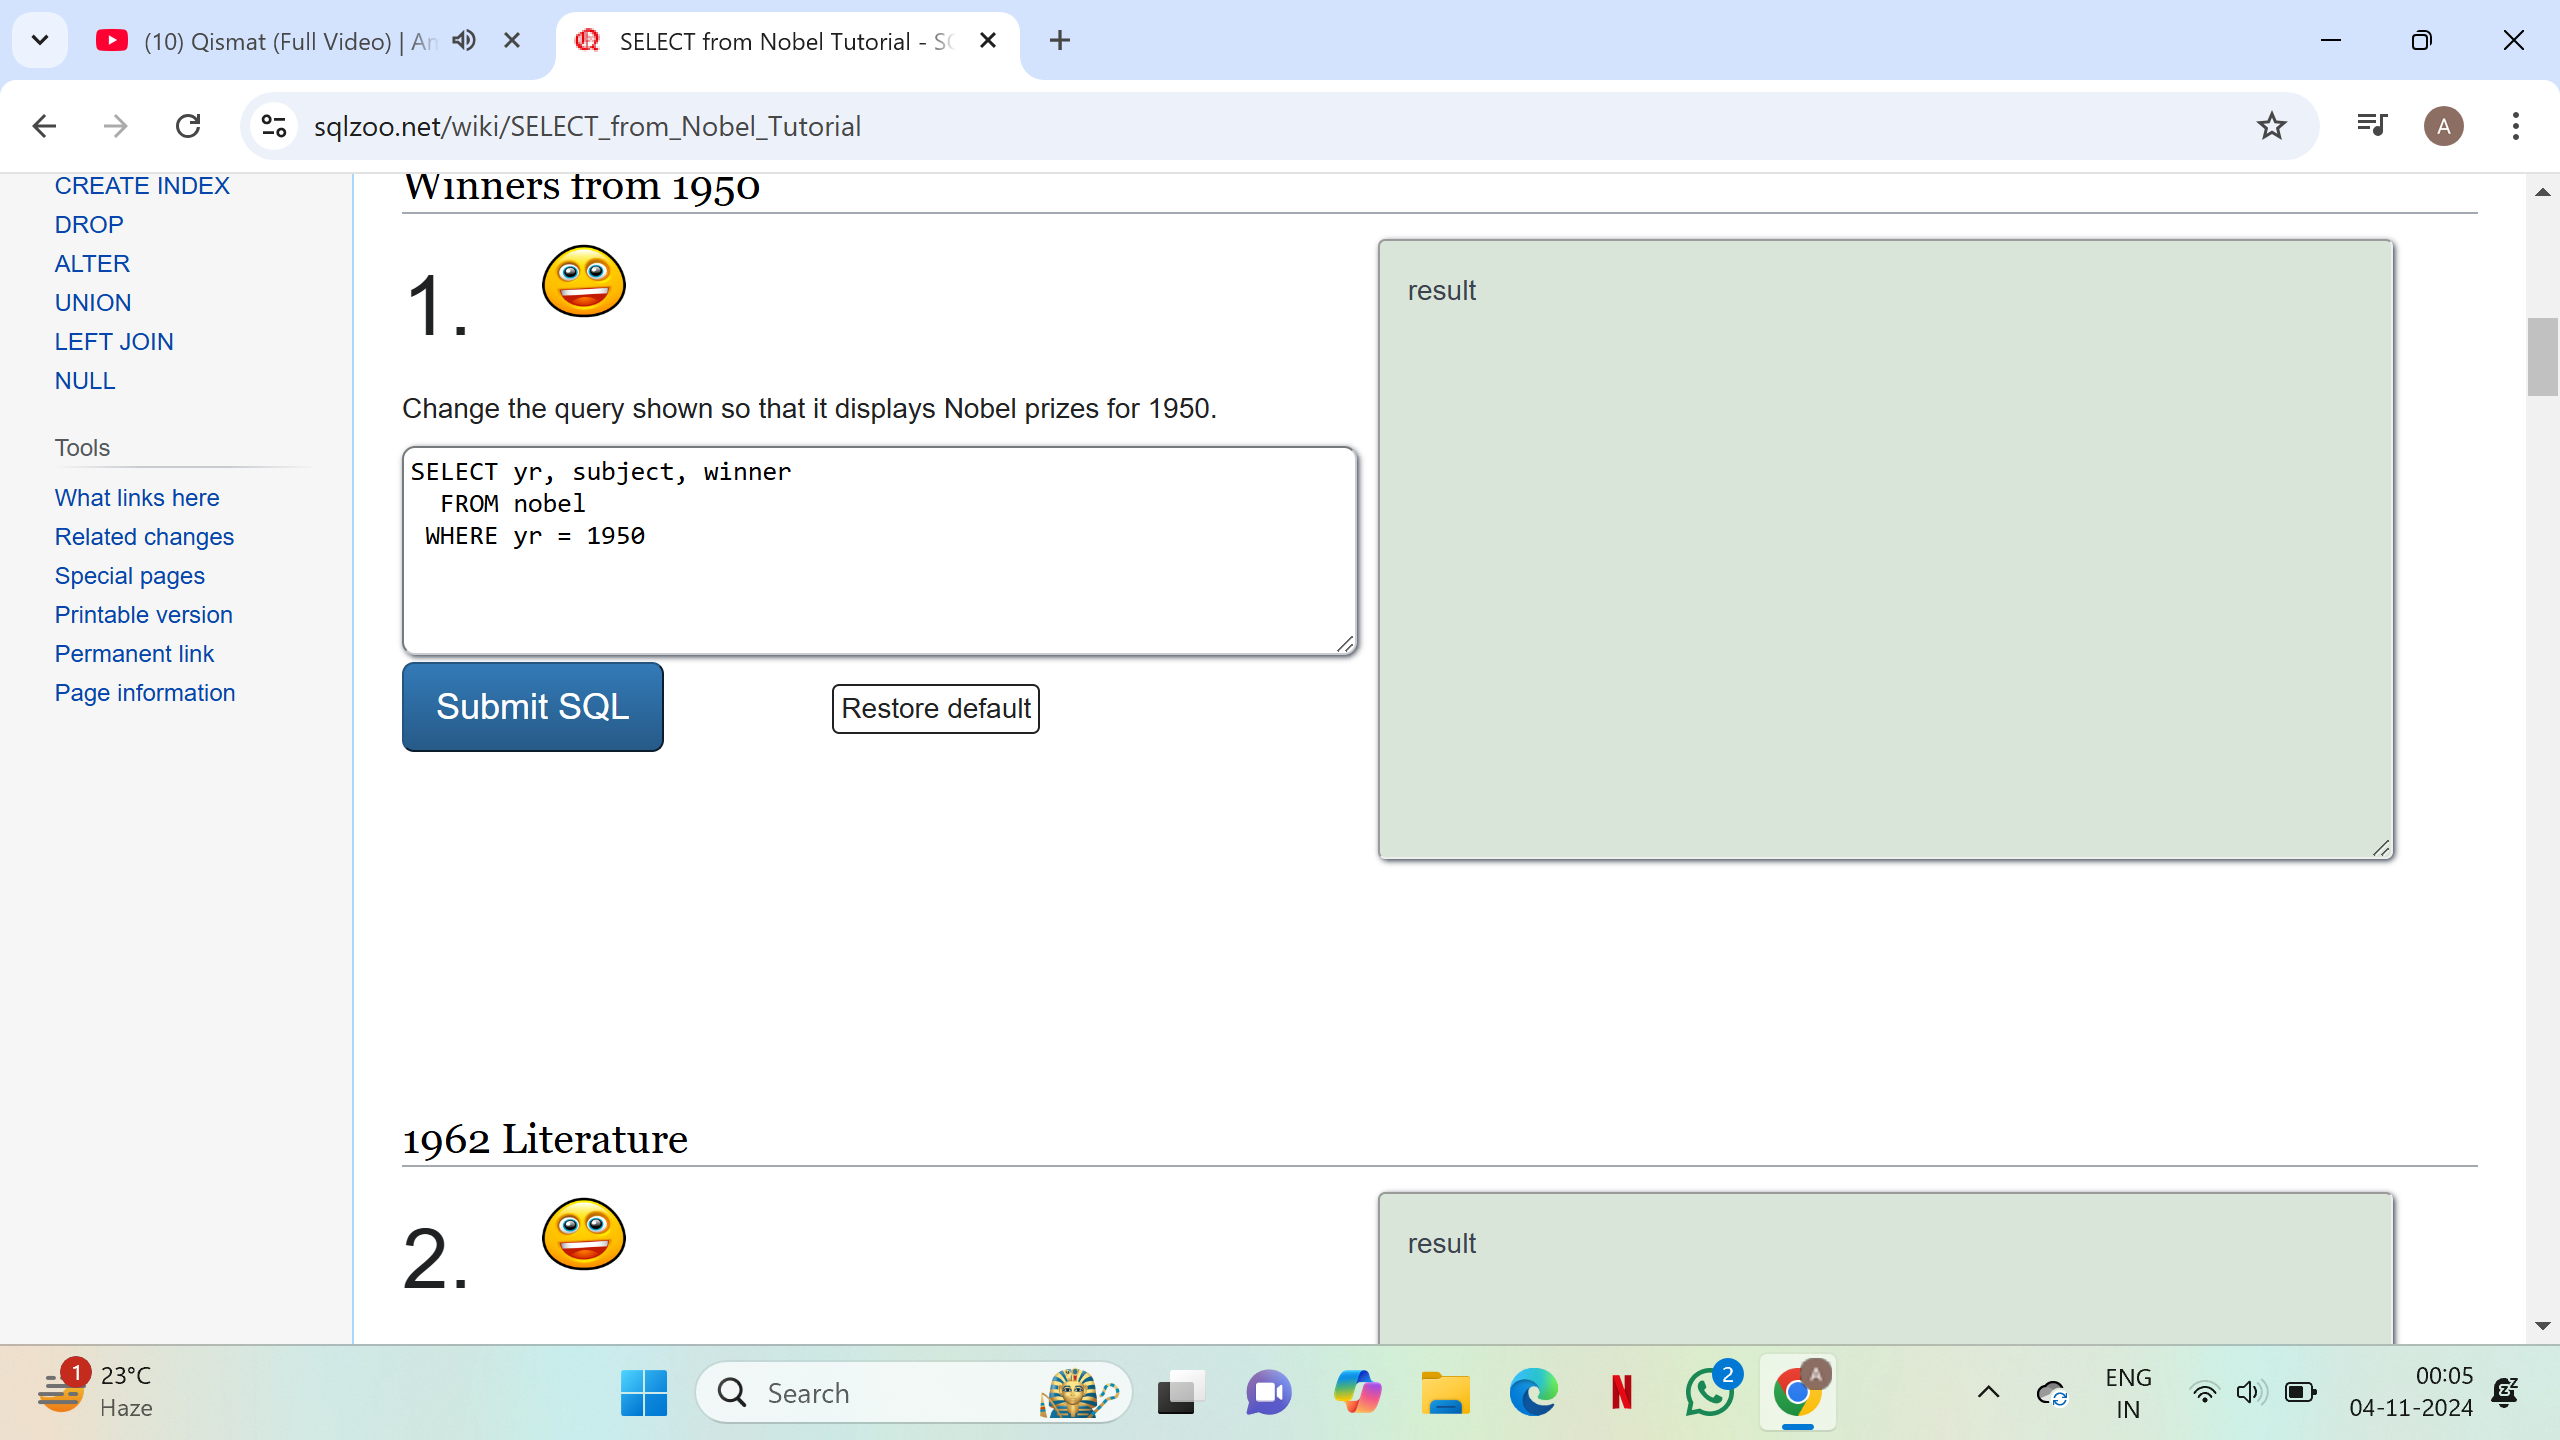 (10) Qismat (Full Video) | An
SELECT from Nobel Tutorial - SQ
sqlzoo.net/wiki/SELECT_from_Nobel_Tutorial
A
CREATE INDEX
DROP
ALTER
UNION
LEFT JOIN
NULL
Tools
What links here
Related changes
Special pages
Printable version
Permanent link
Page information
Winners from 1950
1.
Change the query shown so that it displays Nobel prizes for 1950.
SELECT yr, subject, winner
FROM nobel
WHERE yr = 1950
Submit SQL
Restore default
result
1962 Literature
2.
result
1
23°C
Haze
Search
N
2
A
ENG
IN
00:05
04-11-2024